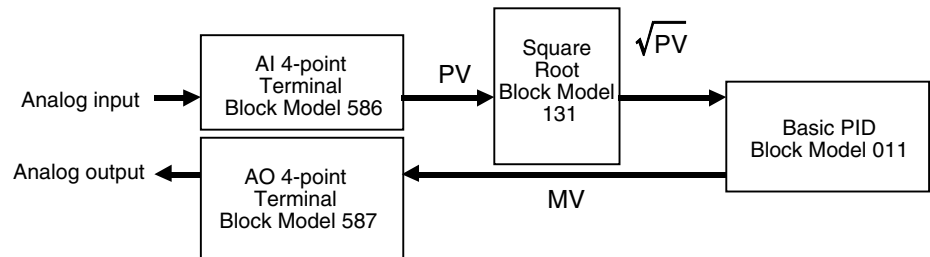 Analog input
AI 4-point
Terminal
Block Model 586
PV
Square
Root
Block Model
131
√PV
Basic PID
Block Model 011
MV
AO 4-point
Terminal
Block Model 587
Analog output